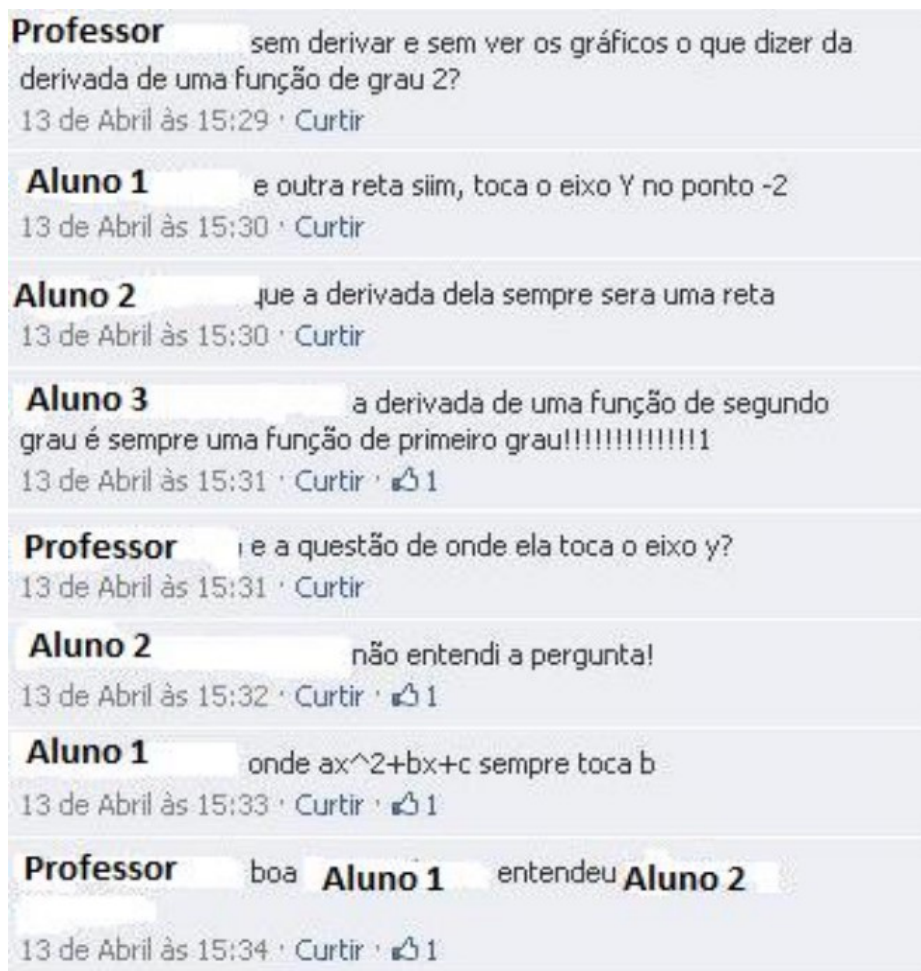 Professor sem derivar e sem ver os gráficos o que dizer da
derivada de uma função de grau 2?
13 de Abril às 15:29 · Curtir
Aluno 1 e outra reta siim, toca o eixo Y no ponto -2
13 de Abril às 15:30 · Curtir
Aluno 2 que a derivada dela sempre sera uma reta
13 de Abril às 15:30 · Curtir
Aluno 3 a derivada de uma função de segundo
grau é sempre uma função de primeiro grau!!!!!!!!!!!!!1
13 de Abril às 15:31 · Curtir · 1
Professor e a questão de onde ela toca o eixo y?
13 de Abril às 15:31 · Curtir
Aluno 2 não entendi a pergunta!
13 de Abril às 15:32 · Curtir · 1
Aluno 1 onde ax^2+bx+c sempre toca b
13 de Abril às 15:33 · Curtir · 1
Professor boa Aluno 1 entendeu Aluno 2
13 de Abril às 15:34 · Curtir · 1